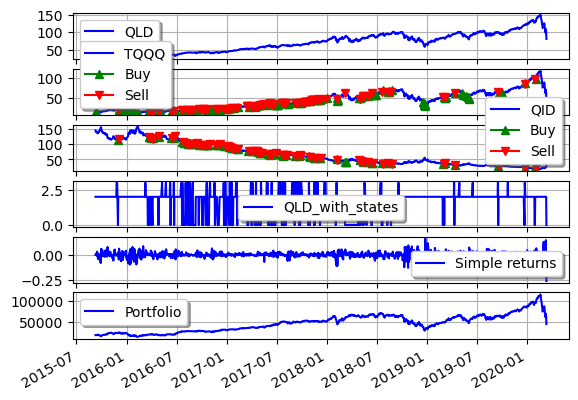 150
100
50
QLD
TQQQ
Buy
Sell
100
50
QID
Buy
Sell
150
100
50
2.5
0.0
QLD_with_states
0.00
-0.25
Simple returns
100000
50000
Portfolio
2015-07
2016-01
2016-07
2017-01
2017-07
2018-01
2018-07
2019-01
2019-07
2020-01